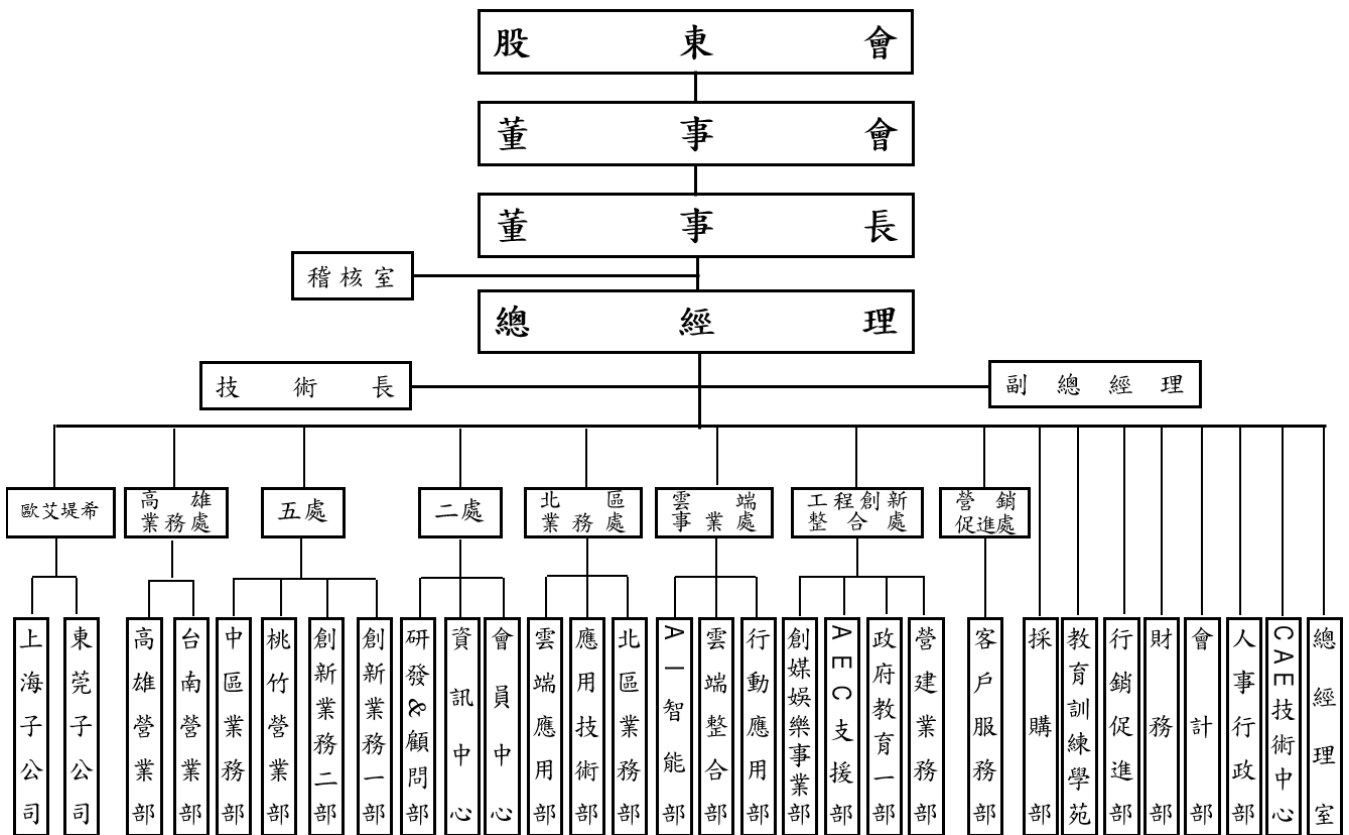 股東會
董事會
董事長
稽核室
總經理
技術長
副總經理
歐艾堤希
高雄
業務處
五處
二處
北區
業務處
雲端
事業處
工程創新
整合處
營銷
促進處
上海子公司
東莞子公司
高雄營業部
台南營業部
中區業務部
桃竹營業部
創新業務二部
創新業務一部
研發&顧問部
資訊中心
會員中心
雲端應用部
應用技術部
北區業務部
AI智能部
雲端整合部
行動應用部
創媒娛樂事業部
AEC支援部
政府教育一部
營建業務部
客戶服務部
採購部
教育訓練學苑
行銷促進部
財務部
會計部
人事行政部
CAE技術中心
總經理室